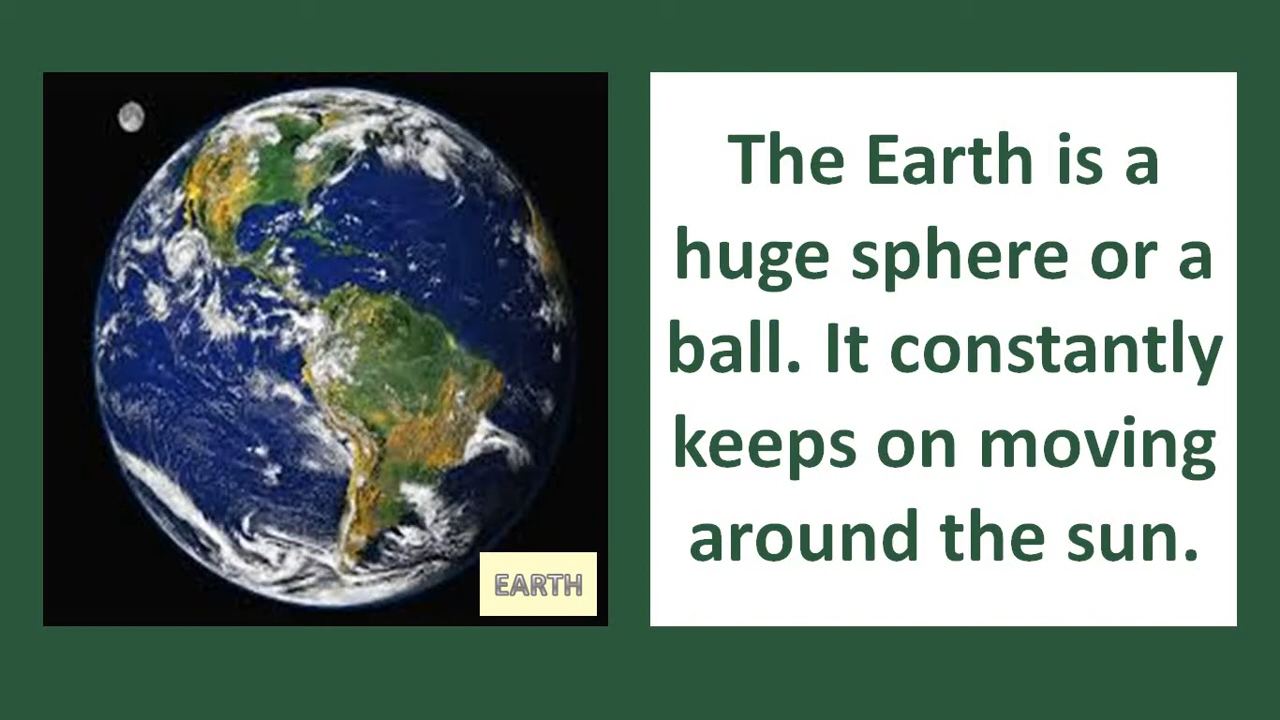 The Earth is a
huge sphere or a
ball. It constantly
keeps on moving
around the sun.
EARTH